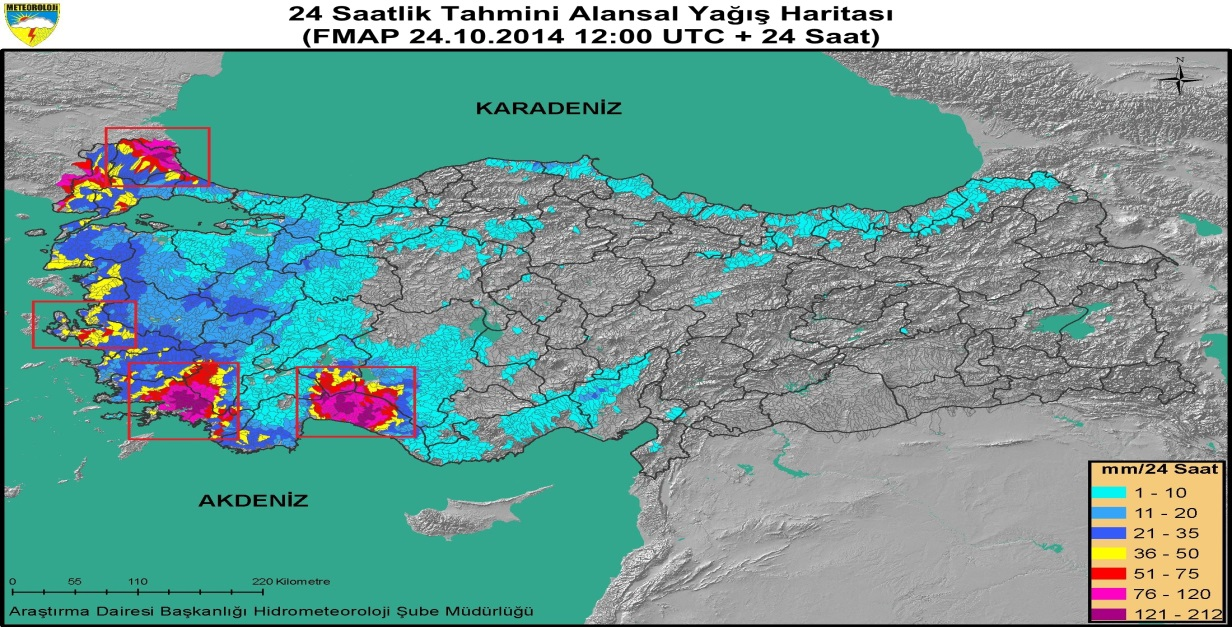 METEOROLOJİ
24 Saatlik Tahmini Alansal Yağış Haritası
(FMAP 24.10.2014 12:00 UTC + 24 Saat)
N
KARADENİZ
AKDENİZ
mm/24 Saat
1 - 10
11 - 20
21 - 35
36 - 50
51 - 75
76 - 120
121 - 212
0 55 110 220 Kilometre
Araştırma Dairesi Başkanlığı Hidrometeoroloji Şube Müdürlüğü